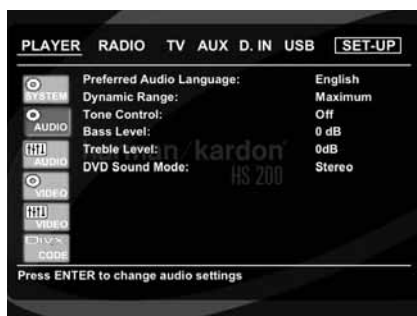 PLAYER RADIO TV AUX D. IN USB SET-UP
SYSTEM
AUDIO
AUDIO
VIDEO
VIDEO
DivX
CODE
Preferred Audio Language: English
Dynamic Range: Maximum
Tone Control: Off
Bass Level: 0 dB
Treble Level: 0dB
DVD Sound Mode: Stereo
harman/kardon
HS 200
Press ENTER to change audio settings